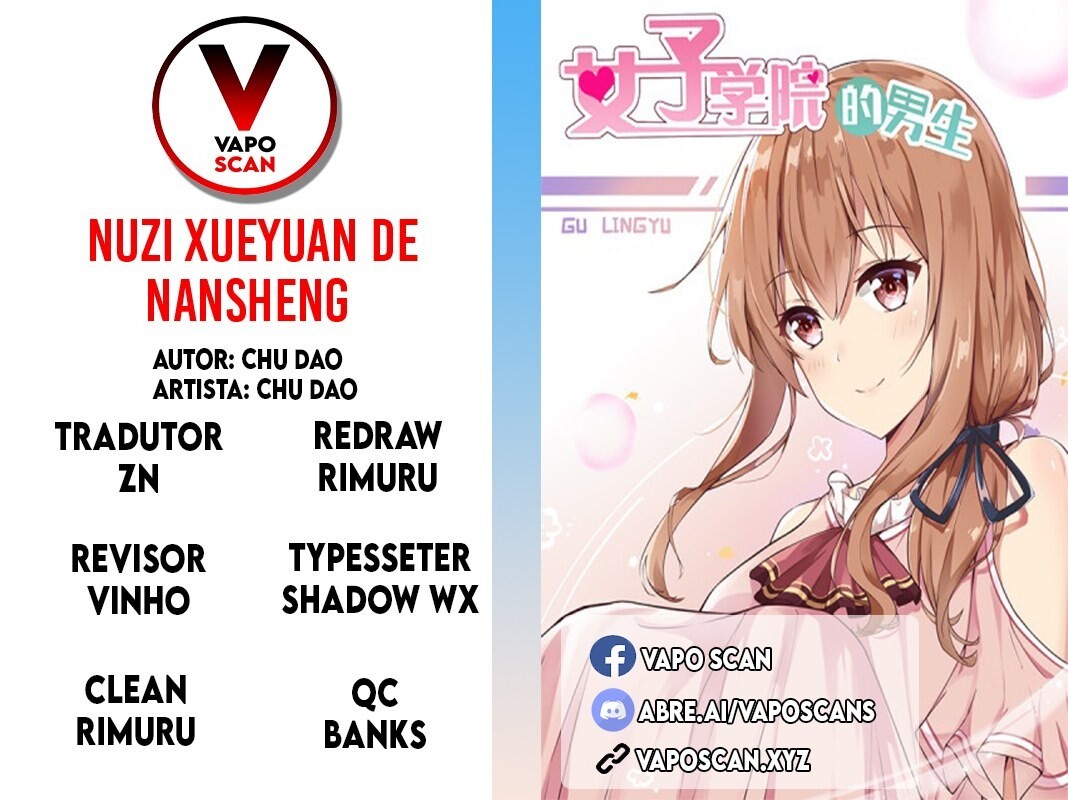 V
VAPO
SCAN
NUZI XUEYUAN DE
NANSHENG
AUTOR: CHU DAO
ARTISTA: CHU DAO
TRADUTOR
ZN
REDRAW
RIMURU
REVISOR
VINHO
TYPESSETER
SHADOW WX
CLEAN
RIMURU
QC
BANKS
女子学院的男生
GU LINGYU
VAPO SCAN
ABRE.AI/VAPOSCANS
VAPOSCAN.XYZ